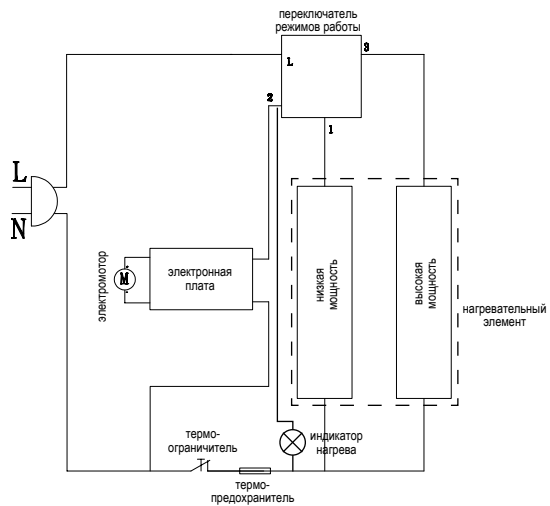 переключатель
режимов работы
L
3
2
1
L
N
электромотор
M
электронная
плата
низкая
мощность
высокая
мощность
нагревательный
элемент
термо-
ограничитель
индикатор
нагрева
термо-
предохранитель